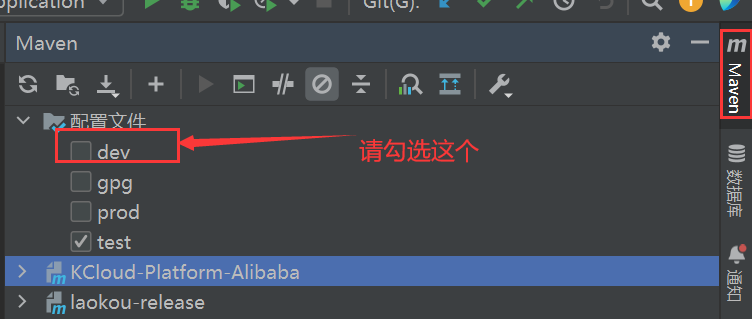 plication
Git(G):
Maven
m
Maven
配置文件
dev
请勾选这个
gpg
prod
test
KCloud-Platform-Alibaba
laokou-release
数据库
通知